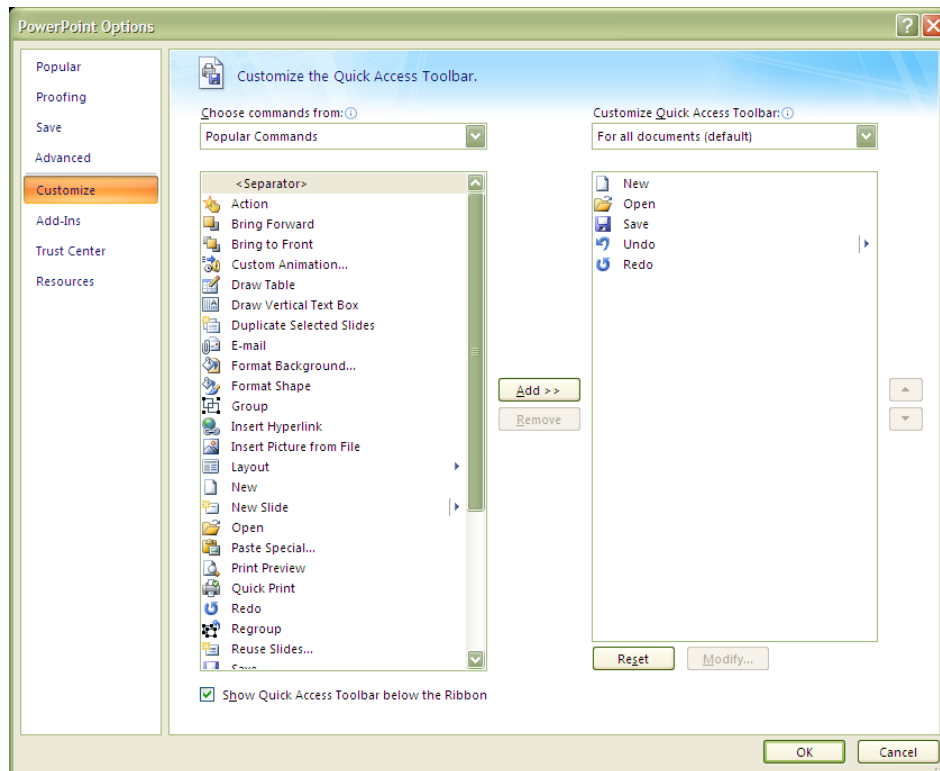 PowerPoint Options
Popular
Proofing
Save
Advanced
Customize
Add-Ins
Trust Center
Resources
Customize the Quick Access Toolbar.
Choose commands from:
Popular Commands
<Separator>
Action
Bring Forward
Bring to Front
Custom Animation...
Draw Table
Draw Vertical Text Box
Duplicate Selected Slides
E-mail
Format Background...
Format Shape
Group
Insert Hyperlink
Insert Picture from File
Layout
New
New Slide
Open
Paste Special...
Print Preview
Quick Print
Redo
Regroup
Reuse Slides...
Save
Show Quick Access Toolbar below the Ribbon
Add >>
Remove
Customize Quick Access Toolbar:
For all documents (default)
New
Open
Save
Undo
Redo
Reset
Modify...
OK
Cancel